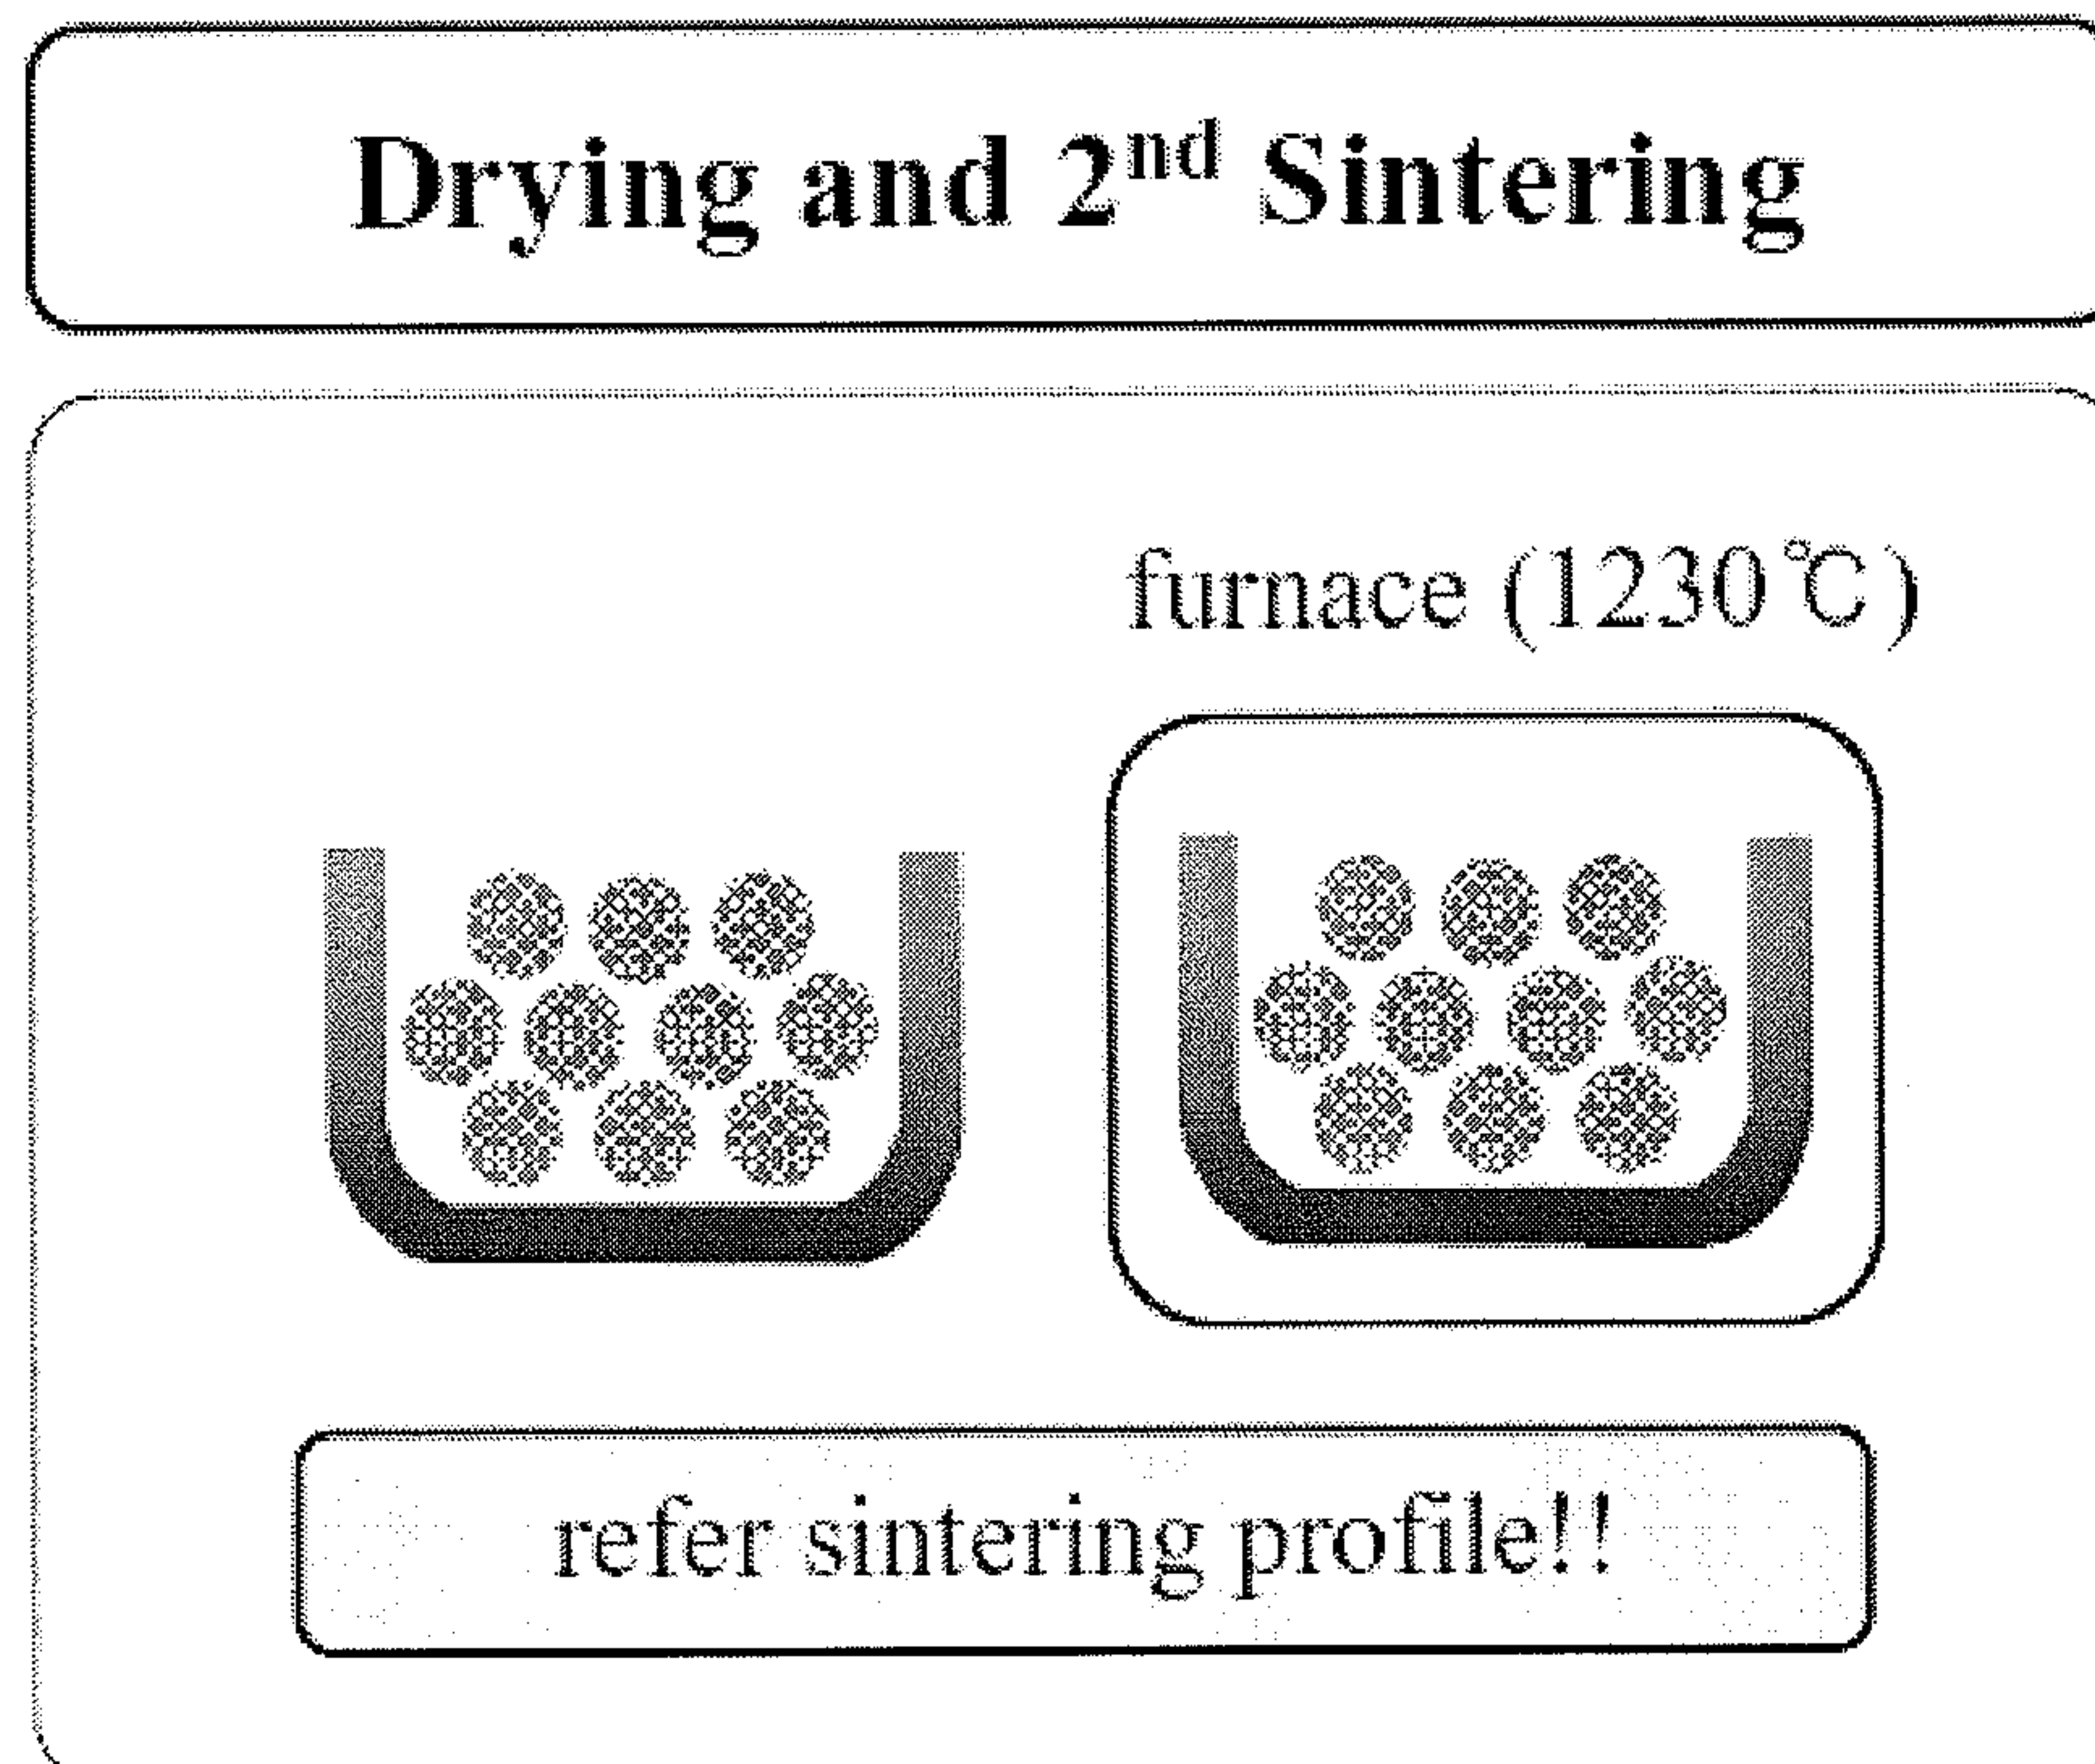 Drying and 2nd Sintering
furnace (1230℃)
refer sintering profile!!